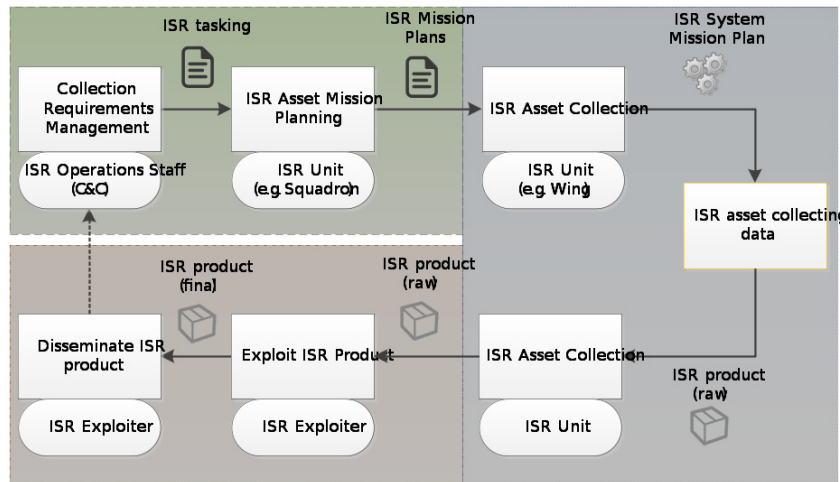 ISR tasking
ISR Mission
Plans
ISR System
Mission Plan
Collection
Requirements
Management
ISR Asset Mission
Planning
ISR Asset Collection
ISR Operations Staff
(C&C)
ISR Unit
(e.g. Squadron)
ISR Unit
(e.g. Wing)
ISR asset collecting
data
ISR product
(final)
ISR product
(raw)
Disseminate ISR
product
Exploit ISR Product
ISR Asset Collection
ISR product
(raw)
ISR Exploiter
ISR Exploiter
ISR Unit